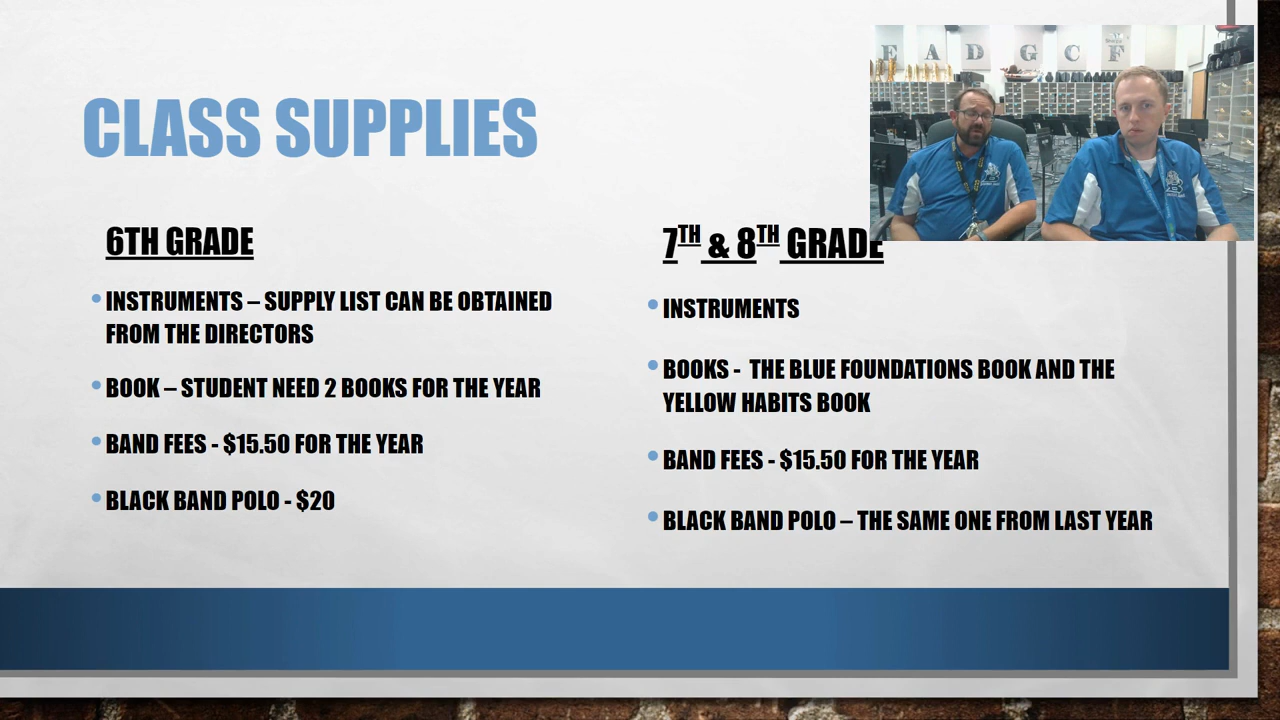 E A D G C F
CLASS SUPPLIES
6TH GRADE
INSTRUMENTS – SUPPLY LIST CAN BE OBTAINED
FROM THE DIRECTORS
BOOK – STUDENT NEED 2 BOOKS FOR THE YEAR
BAND FEES - $15.50 FOR THE YEAR
BLACK BAND POLO - $20
7TH & 8TH GRADE
INSTRUMENTS
BOOKS - THE BLUE FOUNDATIONS BOOK AND THE
YELLOW HABITS BOOK
BAND FEES - $15.50 FOR THE YEAR
BLACK BAND POLO – THE SAME ONE FROM LAST YEAR